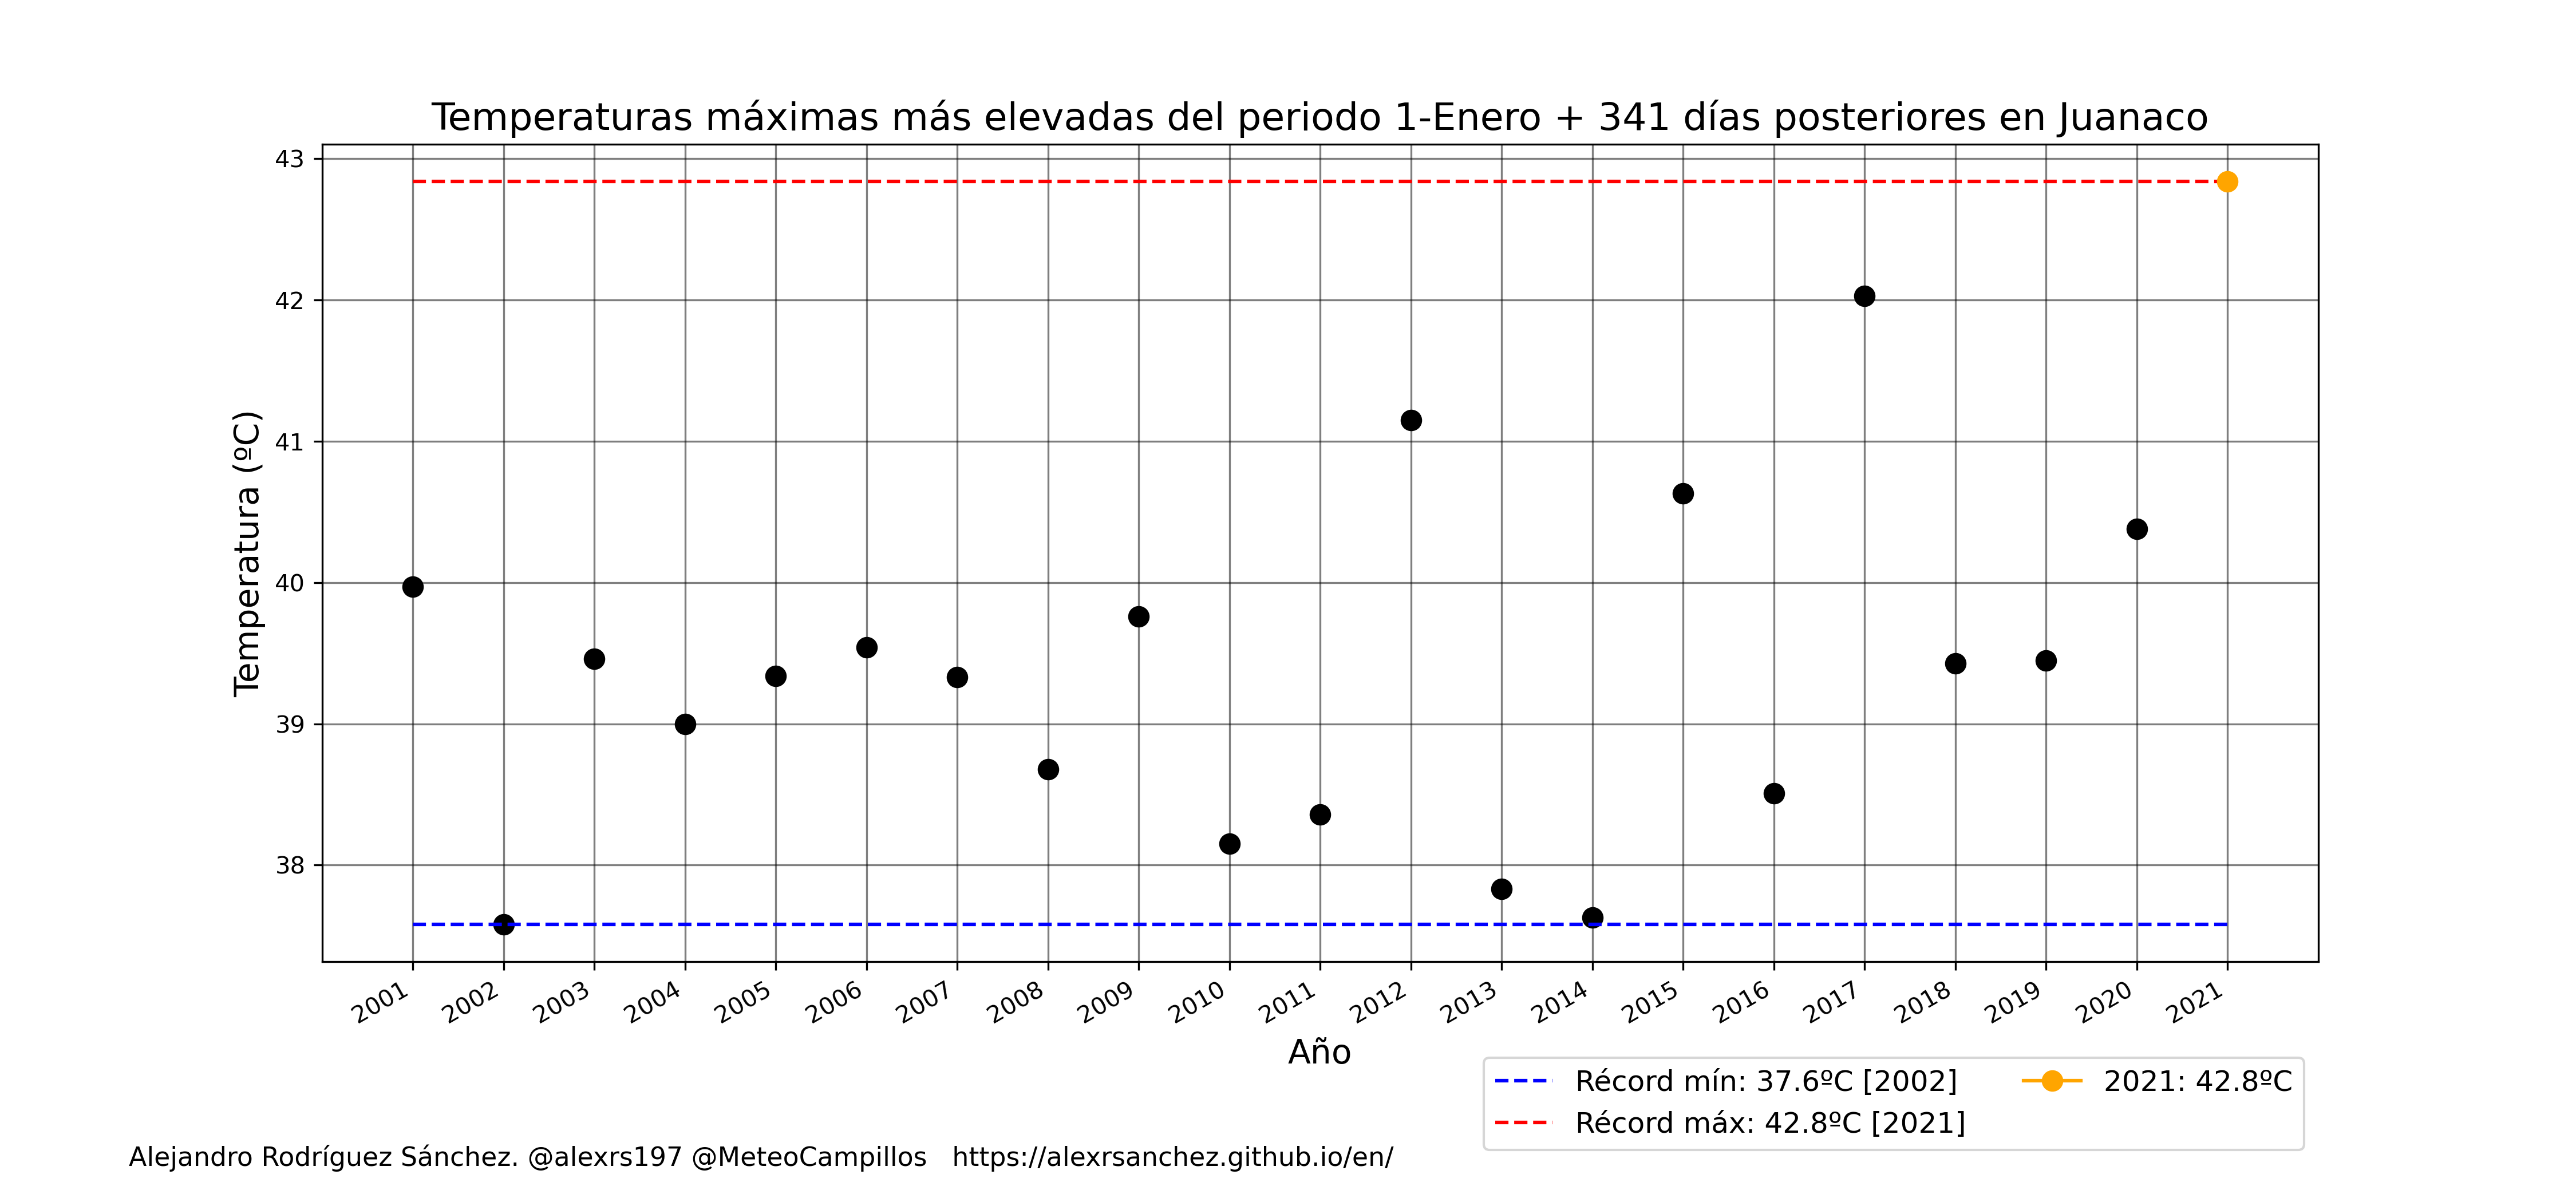 Temperaturas máximas más elevadas del periodo 1-Enero + 341 días posteriores en Juanaco
Temperatura (ºC)
43
42
41
40
39
38
2001 2002 2003 2004 2005 2006 2007 2008 2009 2010 2011 2012 2013 2014 2015 2016 2017 2018 2019 2020 2021
Año
Récord mín: 37.6ºC [2002] 2021: 42.8ºC
Récord máx: 42.8ºC [2021]
Alejandro Rodríguez Sánchez. @alexrs197 @MeteoCampillos https://alexrsanchez.github.io/en/